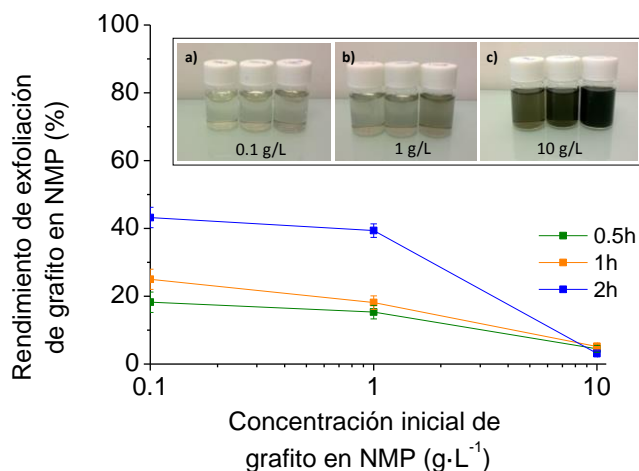 Rendimiento de exfoliación
de grafito en NMP (%)
100
80
60
40
20
0
a)
b)
c)
0.1 g/L
1 g/L
10 g/L
0.5h
1h
2h
0.1
1
10
Concentración inicial de
grafito en NMP (g·L⁻¹)